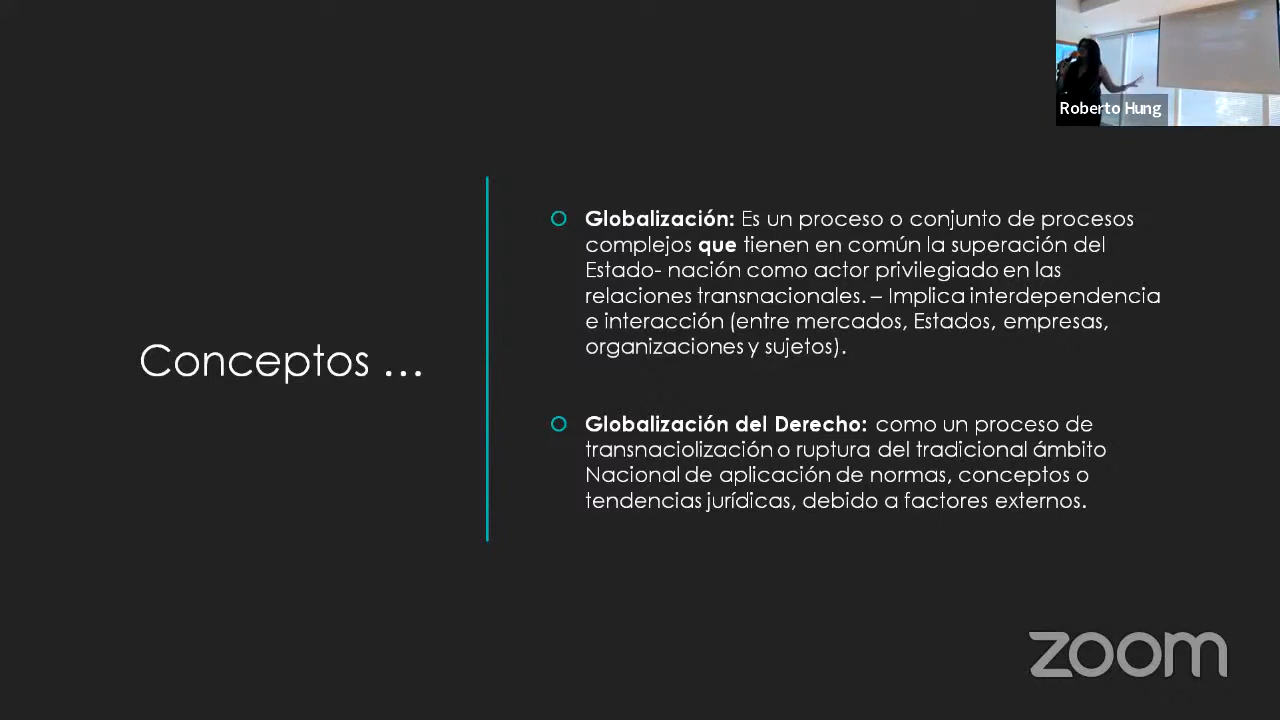 Roberto Hung
Conceptos ...
Globalización: Es un proceso o conjunto de procesos
complejos que tienen en común la superación del
Estado- nación como actor privilegiado en las
relaciones transnacionales. – Implica interdependencia
e interacción (entre mercados, Estados, empresas,
organizaciones y sujetos).
Globalización del Derecho: como un proceso de
transnaciolización o ruptura del tradicional ámbito
Nacional de aplicación de normas, conceptos o
tendencias jurídicas, debido a factores externos.
zoom